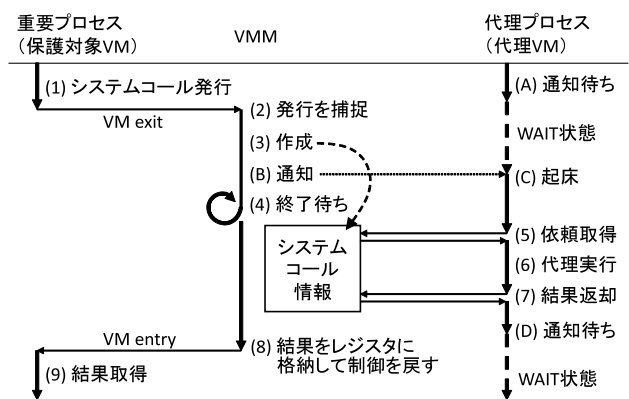 重要プロセス
(保護対象VM)
VMM
代理プロセス
(代理VM)
(1) システムコール発行
VM exit
(2) 発行を捕捉
(3) 作成
(B) 通知
(4) 終了待ち
システム
コール
情報
(A) 通知待ち
WAIT状態
(C) 起床
(5) 依頼取得
(6) 代理実行
(7) 結果返却
(D) 通知待ち
WAIT状態
VM entry
(8) 結果をレジスタに
格納して制御を戻す
(9) 結果取得